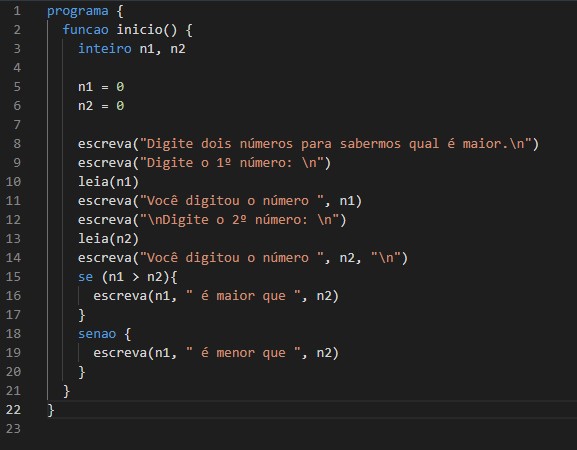 1 programa {
2 funcao inicio() {
3 inteiro n1, n2
4
5 n1 = 0
6 n2 = 0
7
8 escreva("Digite dois números para sabermos qual é maior.\n")
9 escreva("Digite o 1º número: \n")
10 leia(n1)
11 escreva("Você digitou o número ", n1)
12 escreva("\nDigite o 2º número: \n")
13 leia(n2)
14 escreva("Você digitou o número ", n2, "\n")
15 se (n1 > n2){
16 escreva(n1, " é maior que ", n2)
17 }
18 senao {
19 escreva(n1, " é menor que ", n2)
20 }
21 }
22 }
23